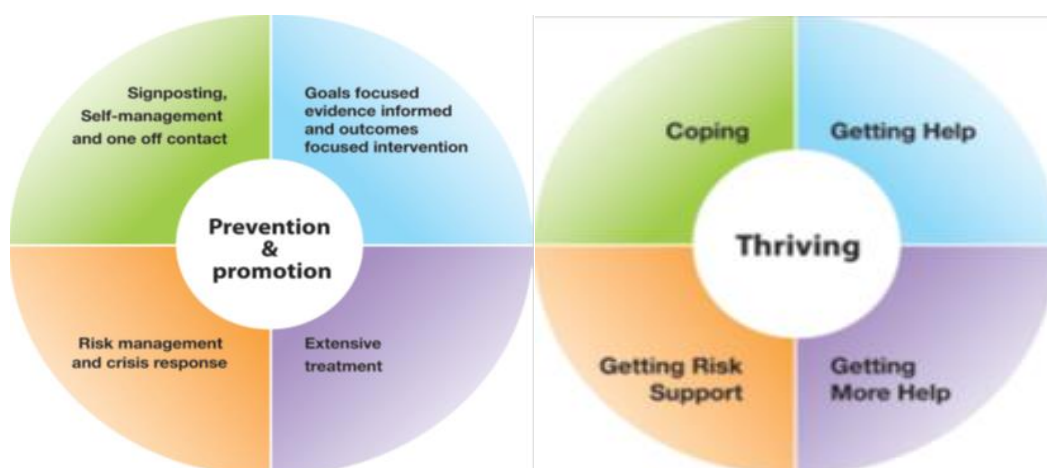 Signposting,
Self-management
and one off contact
Goals focused
evidence informed
and outcomes
focused intervention
Prevention
&
promotion
Risk management
and crisis response
Extensive
treatment
Coping
Getting Help
Thriving
Getting Risk
Support
Getting
More Help